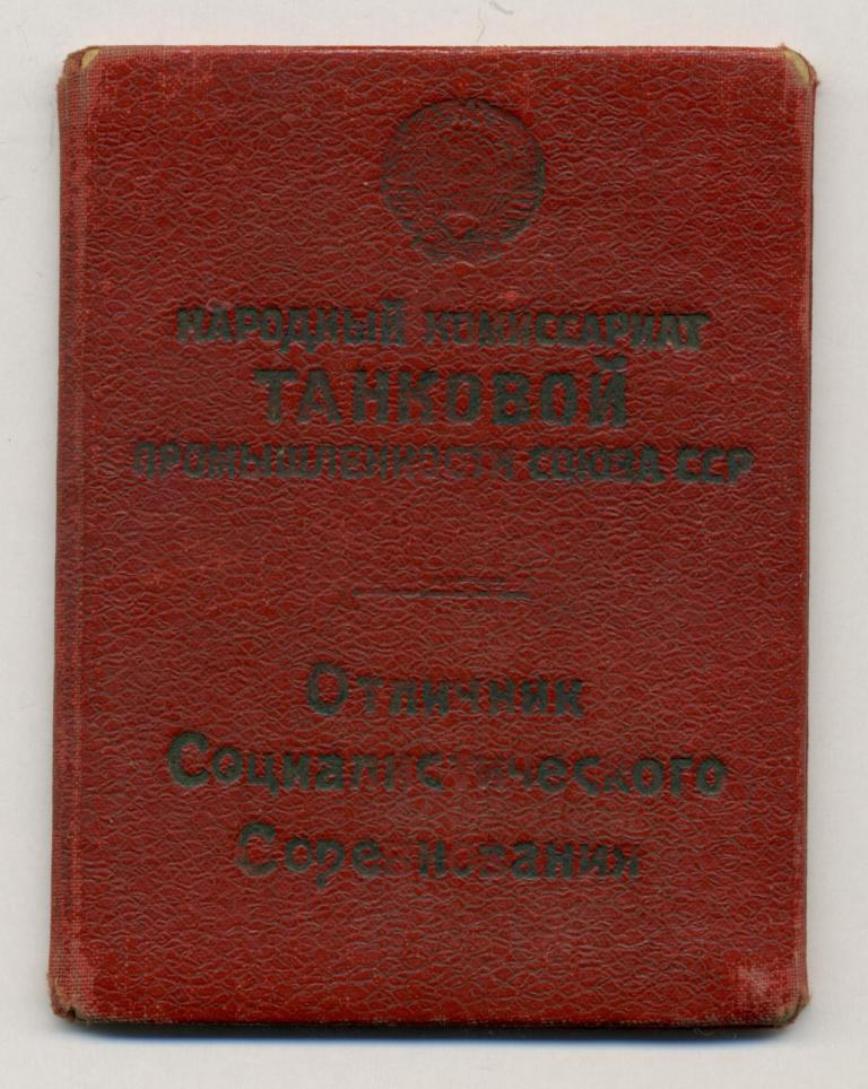 НАРОДНЫЙ КОМИССАРИАТ
ТАНКОВОЙ
ПРОМЫШЛЕННОСТИ СОЮЗА ССР
Отличник
Социалистического
Соревнования